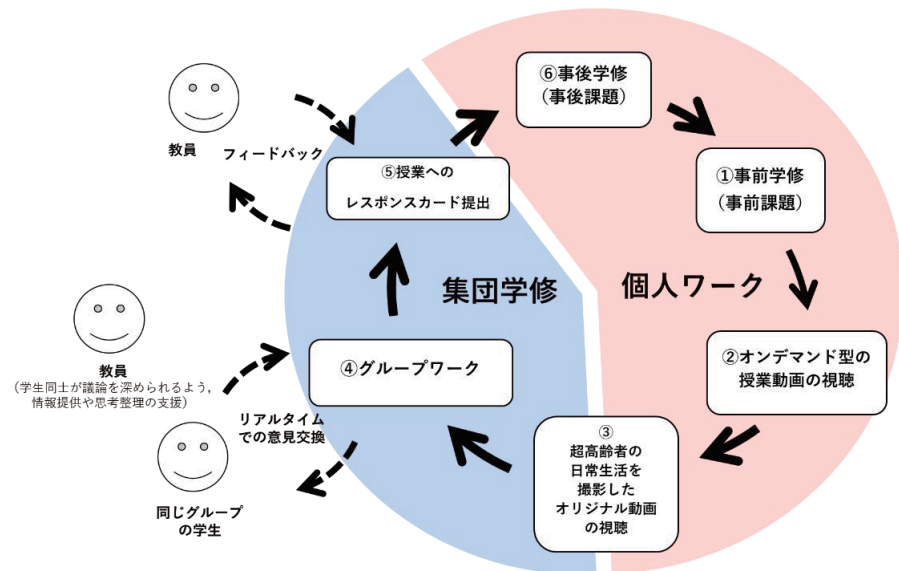 ⑥事後学修
(事後課題)
教員
フィードバック
⑤授業への
レスポンスカード提出
①事前学修
(事前課題)
集団学修
個人ワーク
教員
(学生同士が議論を深められるよう,
情報提供や思考整理の支援)
④グループワーク
②オンデマンド型の
授業動画の視聴
リアルタイム
での意見交換
③
超高齢者の
日常生活を
撮影した
オリジナル動画
の視聴
同じグループ
の学生